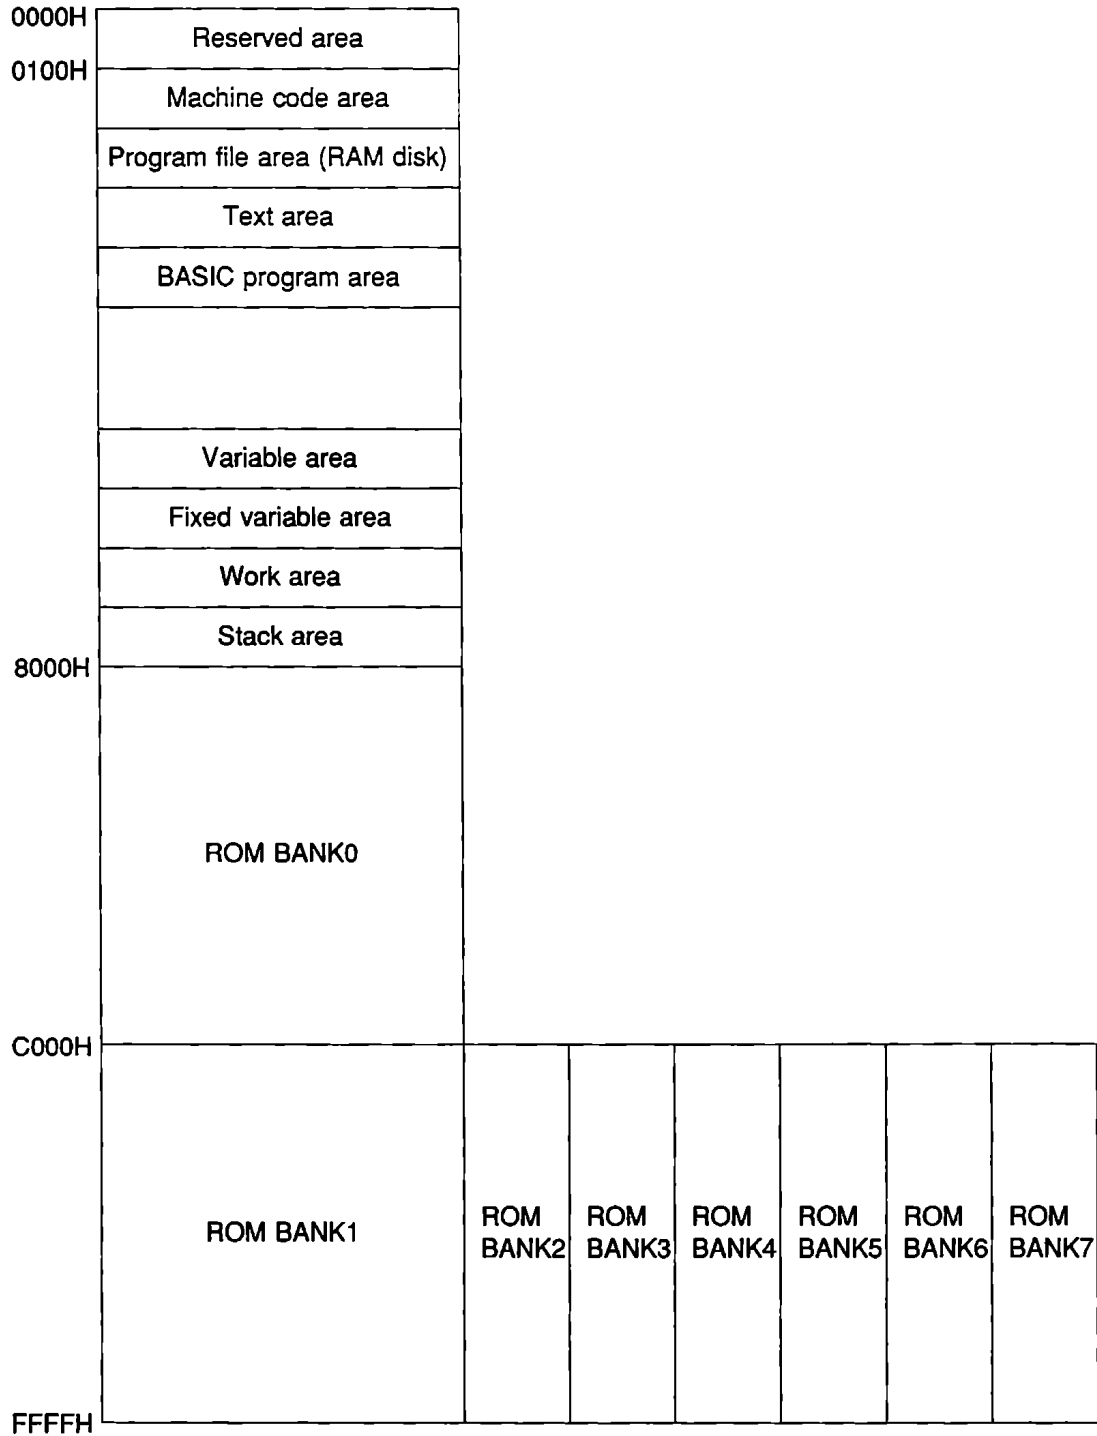 0000H
Reserved area
0100H
Machine code area
Program file area (RAM disk)
Text area
BASIC program area
Variable area
Fixed variable area
Work area
Stack area
8000H
ROM BANK0
C000H
ROM BANK1
ROM
BANK2
ROM
BANK3
ROM
BANK4
ROM
BANK5
ROM
BANK6
ROM
BANK7
FFFFH